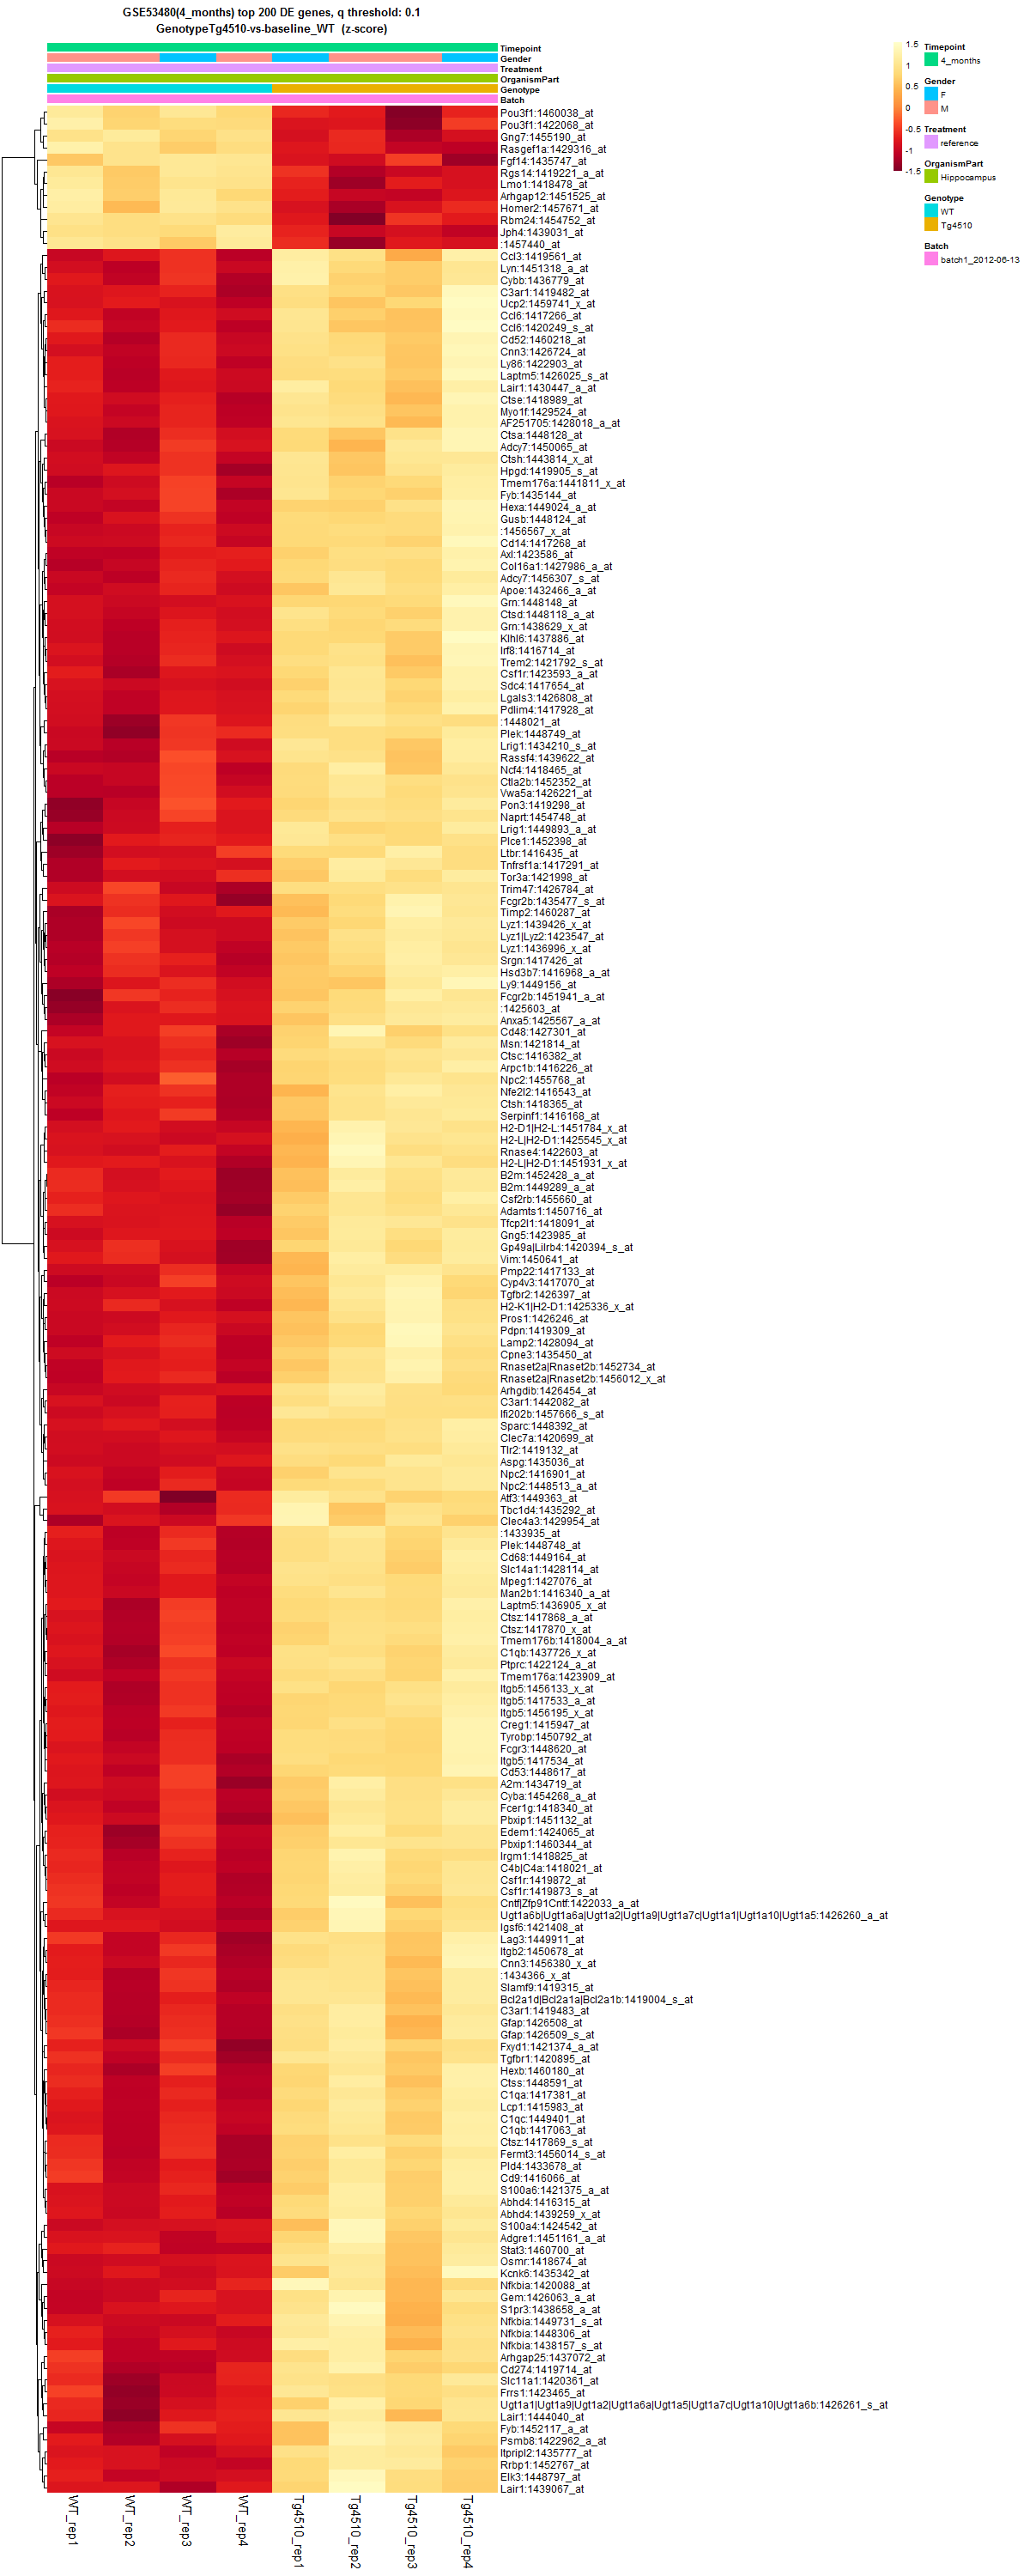 GSE53480(4_months) top 200 DE genes, q threshold: 0.1
GenotypeTg4510-vs-baseline_WT (z-score)
Timepoint
Gender
Treatment
OrganismPart
Genotype
Batch
1.5
1
0.5
0
-0.5
-1
-1.5
Timepoint
4_months
Gender
F
M
Treatment
reference
OrganismPart
Hippocampus
Genotype
WT
Tg4510
Batch
batch1_2012-06-13
Pou3f1:1460038_at
Pou3f1:1422068_at
Gng7:1455190_at
Rasgef1a:1429316_at
Fgf14:1435747_at
Rgs14:1419221_a_at
Lmo1:1418478_at
Arhgap12:1451525_at
Homer2:1457671_at
Rbm24:1454752_at
Jph4:1439031_at
:1457440_at
Ccl3:1419561_at
Lyn:1451318_a_at
Cybb:1436779_at
C3ar1:1419482_at
Ucp2:1459741_x_at
Ccl6:1417266_at
Ccl6:1420249_s_at
Cd52:1460218_at
Cnn3:1426724_at
Ly86:1422903_at
Laptm5:1426025_s_at
Lair1:1430447_a_at
Ctse:1418989_at
Myo1f:1429524_at
AF251705:1428018_a_at
Ctsa:1448128_at
Adcy7:1450065_at
Ctsh:1443814_x_at
Hpgd:1419905_s_at
Tmem176a:1441811_x_at
Fyb:1435144_at
Hexa:1449024_a_at
Gusb:1448124_at
:1456567_x_at
Cd14:1417268_at
Axl:1423586_at
Col16a1:1427986_a_at
Adcy7:1456307_s_at
Apoe:1432466_a_at
Grn:1448148_at
Ctsd:1448118_a_at
Grn:1438629_x_at
Klhl6:1437886_at
Irf8:1416714_at
Trem2:1421792_s_at
Csf1r:1423593_a_at
Sdc4:1417654_at
Lgals3:1426808_at
Pdlim4:1417928_at
:1448021_at
Plek:1448749_at
Lrig1:1434210_s_at
Rassf4:1439622_at
Ncf4:1418465_at
Ctla2b:1452352_at
Vwa5a:1426221_at
Pon3:1419298_at
Naprt:1454748_at
Lrig1:1449893_a_at
Plce1:1452398_at
Ltbr:1416435_at
Tnfrsf1a:1417291_at
Tor3a:1421998_at
Trim47:1426784_at
Fcgr2b:1435477_s_at
Timp2:1460287_at
Lyz1:1439426_x_at
Lyz1|Lyz2:1423547_at
Lyz1:1436996_x_at
Srgn:1417426_at
Hsd3b7:1416968_a_at
Ly9:1449156_at
Fcgr2b:1451941_a_at
:1425603_at
Anxa5:1425567_a_at
Cd48:1427301_at
Msn:1421814_at
Ctsc:1416382_at
Arpc1b:1416226_at
Npc2:1455768_at
Nfe2l2:1416543_at
Ctsh:1418365_at
Serpinf1:1416168_at
H2-D1|H2-L:1451784_x_at
H2-L|H2-D1:1425545_x_at
Rnase4:1422603_at
H2-L|H2-D1:1451931_x_at
B2m:1452428_a_at
B2m:1449289_a_at
Csf2rb:1455660_at
Adamts1:1450716_at
Tfcp2l1:1418091_at
Gng5:1423985_at
Gp49a|Lilrb4:1420394_s_at
Vim:1450641_at
Pmp22:1417133_at
Cyp4v3:1417070_at
Tgfbr2:1426397_at
H2-K1|H2-D1:1425336_x_at
Pros1:1426246_at
Pdpn:1419309_at
Lamp2:1428094_at
Cpne3:1435450_at
Rnaset2a|Rnaset2b:1452734_at
Rnaset2a|Rnaset2b:1456012_x_at
Arhgdib:1426454_at
C3ar1:1442082_at
Ifi202b:1457666_s_at
Sparc:1448392_at
Clec7a:1420699_at
Tlr2:1419132_at
Aspg:1435036_at
Npc2:1416901_at
Npc2:1448513_a_at
Atf3:1449363_at
Tbc1d4:1435292_at
Clec4a3:1429954_at
:1433935_at
Plek:1448748_at
Cd68:1449164_at
Slc14a1:1428114_at
Mpeg1:1427076_at
Man2b1:1416340_a_at
Laptm5:1436905_x_at
Ctsz:1417868_a_at
Ctsz:1417870_x_at
Tmem176b:1418004_a_at
C1qb:1437726_x_at
Ptprc:1422124_a_at
Tmem176a:1423909_at
Itgb5:1456133_x_at
Itgb5:1417533_a_at
Itgb5:1456195_x_at
Creg1:1415947_at
Tyrobp:1450792_at
Fcgr3:1448620_at
Itgb5:1417534_at
Cd53:1448617_at
A2m:1434719_at
Cyba:1454268_a_at
Fcer1g:1418340_at
Pbxip1:1451132_at
Edem1:1424065_at
Pbxip1:1460344_at
Irgm1:1418825_at
C4b|C4a:1418021_at
Csf1r:1419872_at
Csf1r:1419873_s_at
Cntf|Zfp91Cntf:1422033_a_at
Ugt1a6b|Ugt1a6a|Ugt1a2|Ugt1a9|Ugt1a7c|Ugt1a1|Ugt1a10|Ugt1a5:1426260_a_at
Igsf6:1421408_at
Lag3:1449911_at
Itgb2:1450678_at
Cnn3:1456380_x_at
:1434366_x_at
Slamf9:1419315_at
Bcl2a1d|Bcl2a1a|Bcl2a1b:1419004_s_at
C3ar1:1419483_at
Gfap:1426508_at
Gfap:1426509_s_at
Fxyd1:1421374_a_at
Tgfbr1:1420895_at
Hexb:1460180_at
Ctss:1448591_at
C1qa:1417381_at
Lcp1:1415983_at
C1qc:1449401_at
C1qb:1417063_at
Ctsz:1417869_s_at
Fermt3:1456014_s_at
Pld4:1433678_at
Cd9:1416066_at
S100a6:1421375_a_at
Abhd4:1416315_at
Abhd4:1439259_x_at
S100a4:1424542_at
Adgre1:1451161_a_at
Stat3:1460700_at
Osmr:1418674_at
Kcnk6:1435342_at
Nfkbia:1420088_at
Gem:1426063_a_at
S1pr3:1438658_a_at
Nfkbia:1449731_s_at
Nfkbia:1448306_at
Nfkbia:1438157_s_at
Arhgap25:1437072_at
Cd274:1419714_at
Slc11a1:1420361_at
Frrs1:1423465_at
Ugt1a1|Ugt1a9|Ugt1a2|Ugt1a6a|Ugt1a5|Ugt1a7c|Ugt1a10|Ugt1a6b:1426261_s_at
Lair1:1444040_at
Fyb:1452117_a_at
Psmb8:1422962_a_at
Itpripl2:1435777_at
Rrbp1:1452767_at
Elk3:1448797_at
Lair1:1439067_at
WT_rep1
WT_rep2
WT_rep3
WT_rep4
Tg4510_rep1
Tg4510_rep2
Tg4510_rep3
Tg4510_rep4